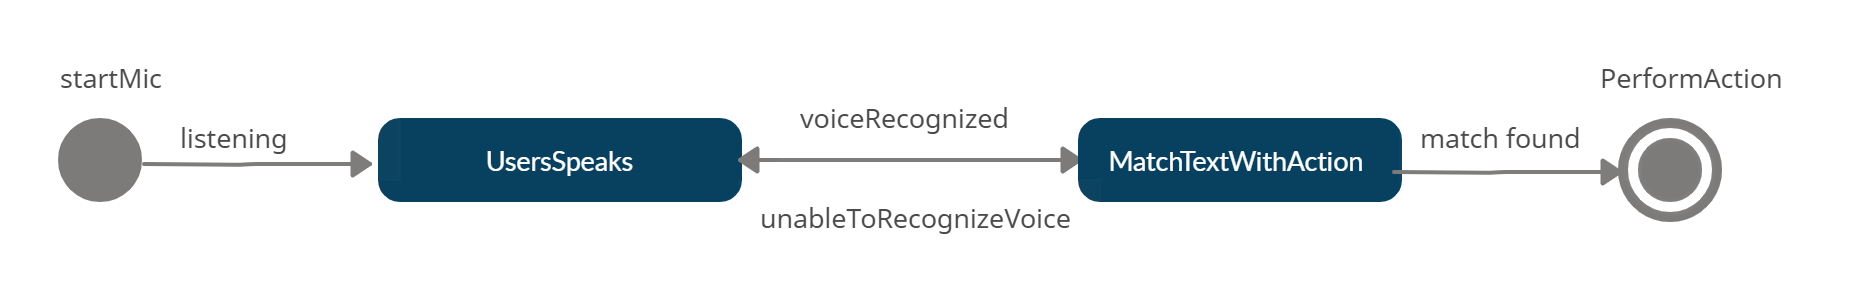 startMic
listening
UsersSpeaks
voiceRecognized
unableToRecognizeVoice
MatchTextWithAction
match found
PerformAction